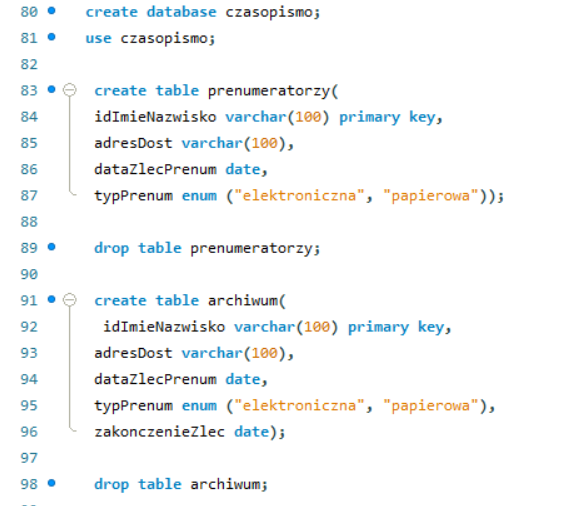 80 create database czasopismo;
81 use czasopismo;
82
83 create table prenumeratorzy(
84 idImieNazwisko varchar(100) primary key,
85 adresDost varchar(100),
86 dataZlecPrenum date,
87 typPrenum enum ("elektroniczna", "papierowa"));
88
89 drop table prenumeratorzy;
90
91 create table archiwum(
92 idImieNazwisko varchar(100) primary key,
93 adresDost varchar(100),
94 dataZlecPrenum date,
95 typPrenum enum ("elektroniczna", "papierowa"),
96 zakonczenieZlec date);
97
98 drop table archiwum;